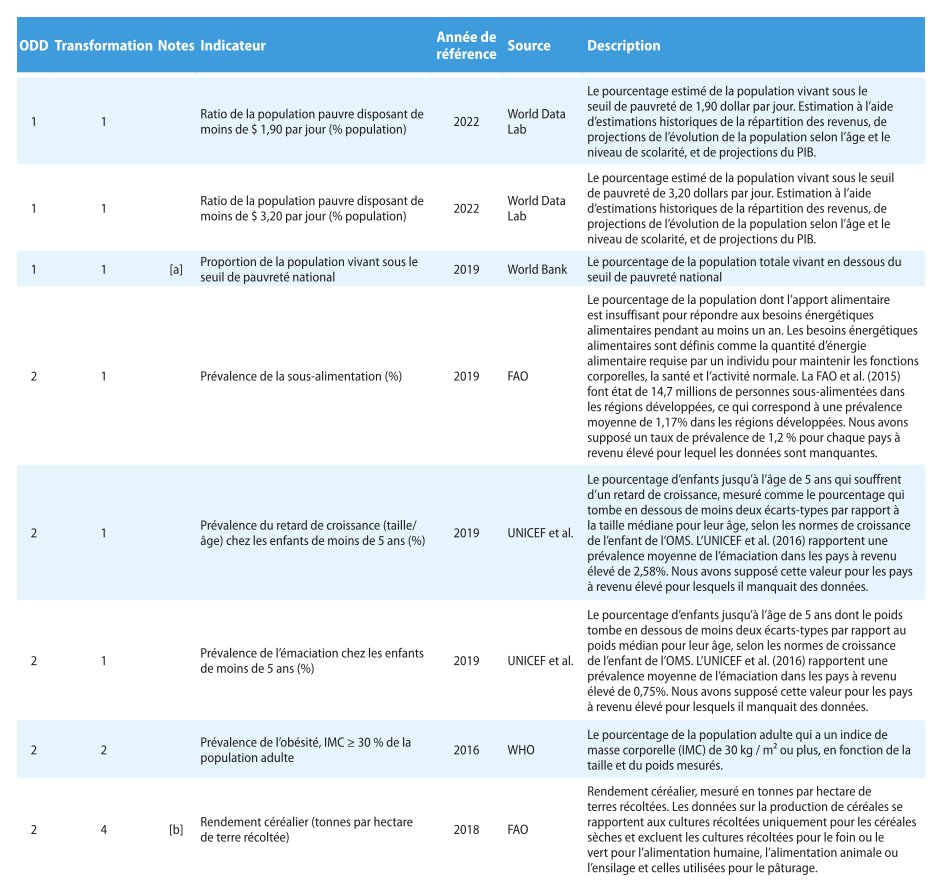 ODD Transformation Notes Indicateur Année de référence Source Description
1 1 Ratio de la population pauvre disposant de
moins de $ 1,90 par jour (% population) 2022 World Data
Lab Le pourcentage estimé de la population vivant sous le
seuil de pauvreté de 1,90 dollar par jour. Estimation à l’aide
d’estimations historiques de la répartition des revenus, de
projections de l’évolution de la population selon l’âge et le
niveau de scolarité, et de projections du PIB.
1 1 Ratio de la population pauvre disposant de
moins de $ 3,20 par jour (% population) 2022 World Data
Lab Le pourcentage estimé de la population vivant sous le seuil
de pauvreté de 3,20 dollars par jour. Estimation à l’aide
d’estimations historiques de la répartition des revenus, de
projections de l’évolution de la population selon l’âge et le
niveau de scolarité, et de projections du PIB.
1 1 [a] Proportion de la population vivant sous le
seuil de pauvreté national 2019 World Bank Le pourcentage de la population totale vivant en dessous du
seuil de pauvreté national
2 1 Prévalence de la sous-alimentation (%) 2019 FAO Le pourcentage de la population dont l’apport alimentaire
est insuffisant pour répondre aux besoins énergétiques
alimentaires pendant au moins un an. Les besoins énergétiques
alimentaires sont définis comme la quantité d’énergie
alimentaire requise par un individu pour maintenir les fonctions
corporelles, la santé et l’activité normale. La FAO et al. (2015)
font état de 14,7 millions de personnes sous-alimentées dans
les régions développées, ce qui correspond à une prévalence
moyenne de 1,17% dans les régions développées. Nous avons
supposé un taux de prévalence de 1,2 % pour chaque pays à
revenu élevé pour lequel les données sont manquantes.
2 1 Prévalence du retard de croissance (taille/
âge) chez les enfants de moins de 5 ans (%) 2019 UNICEF et al. Le pourcentage d’enfants jusqu’à l’âge de 5 ans qui souffrent
d’un retard de croissance, mesuré comme le pourcentage qui
tombe en dessous de moins deux écarts-types par rapport à
la taille médiane pour leur âge, selon les normes de croissance
de l’enfant de l’OMS. L’UNICEF et al. (2016) rapportent une
prévalence moyenne de l’émaciation dans les pays à revenu
élevé de 2,58%. Nous avons supposé cette valeur pour les pays
à revenu élevé pour lesquels il manquait des données.
2 1 Prévalence de l’émaciation chez les enfants
de moins de 5 ans (%) 2019 UNICEF et al. Le pourcentage d’enfants jusqu’à l’âge de 5 ans dont le poids
tombe en dessous de moins deux écarts-types par rapport au
poids médian pour leur âge, selon les normes de croissance
de l’enfant de l’OMS. L’UNICEF et al. (2016) rapportent une
prévalence moyenne de l’émaciation dans les pays à revenu
élevé de 0,75%. Nous avons supposé cette valeur pour les pays
à revenu élevé pour lesquels il manquait des données.
2 2 Prévalence de l’obésité, IMC ≥ 30 % de la
population adulte 2016 WHO Le pourcentage de la population adulte qui a un indice de
masse corporelle (IMC) de 30 kg / m² ou plus, en fonction de la
taille et du poids mesurés.
2 4 [b] Rendement céréalier (tonnes par hectare
de terre récoltée) 2018 FAO Rendement céréalier, mesuré en tonnes par hectare de
terres récoltées. Les données sur la production de céréales se
rapportent aux cultures récoltées uniquement pour les céréales
sèches et excluent les cultures récoltées pour le foin ou le
vert pour l’alimentation humaine, l’alimentation animale ou
l’ensilage et celles utilisées pour le pâturage.